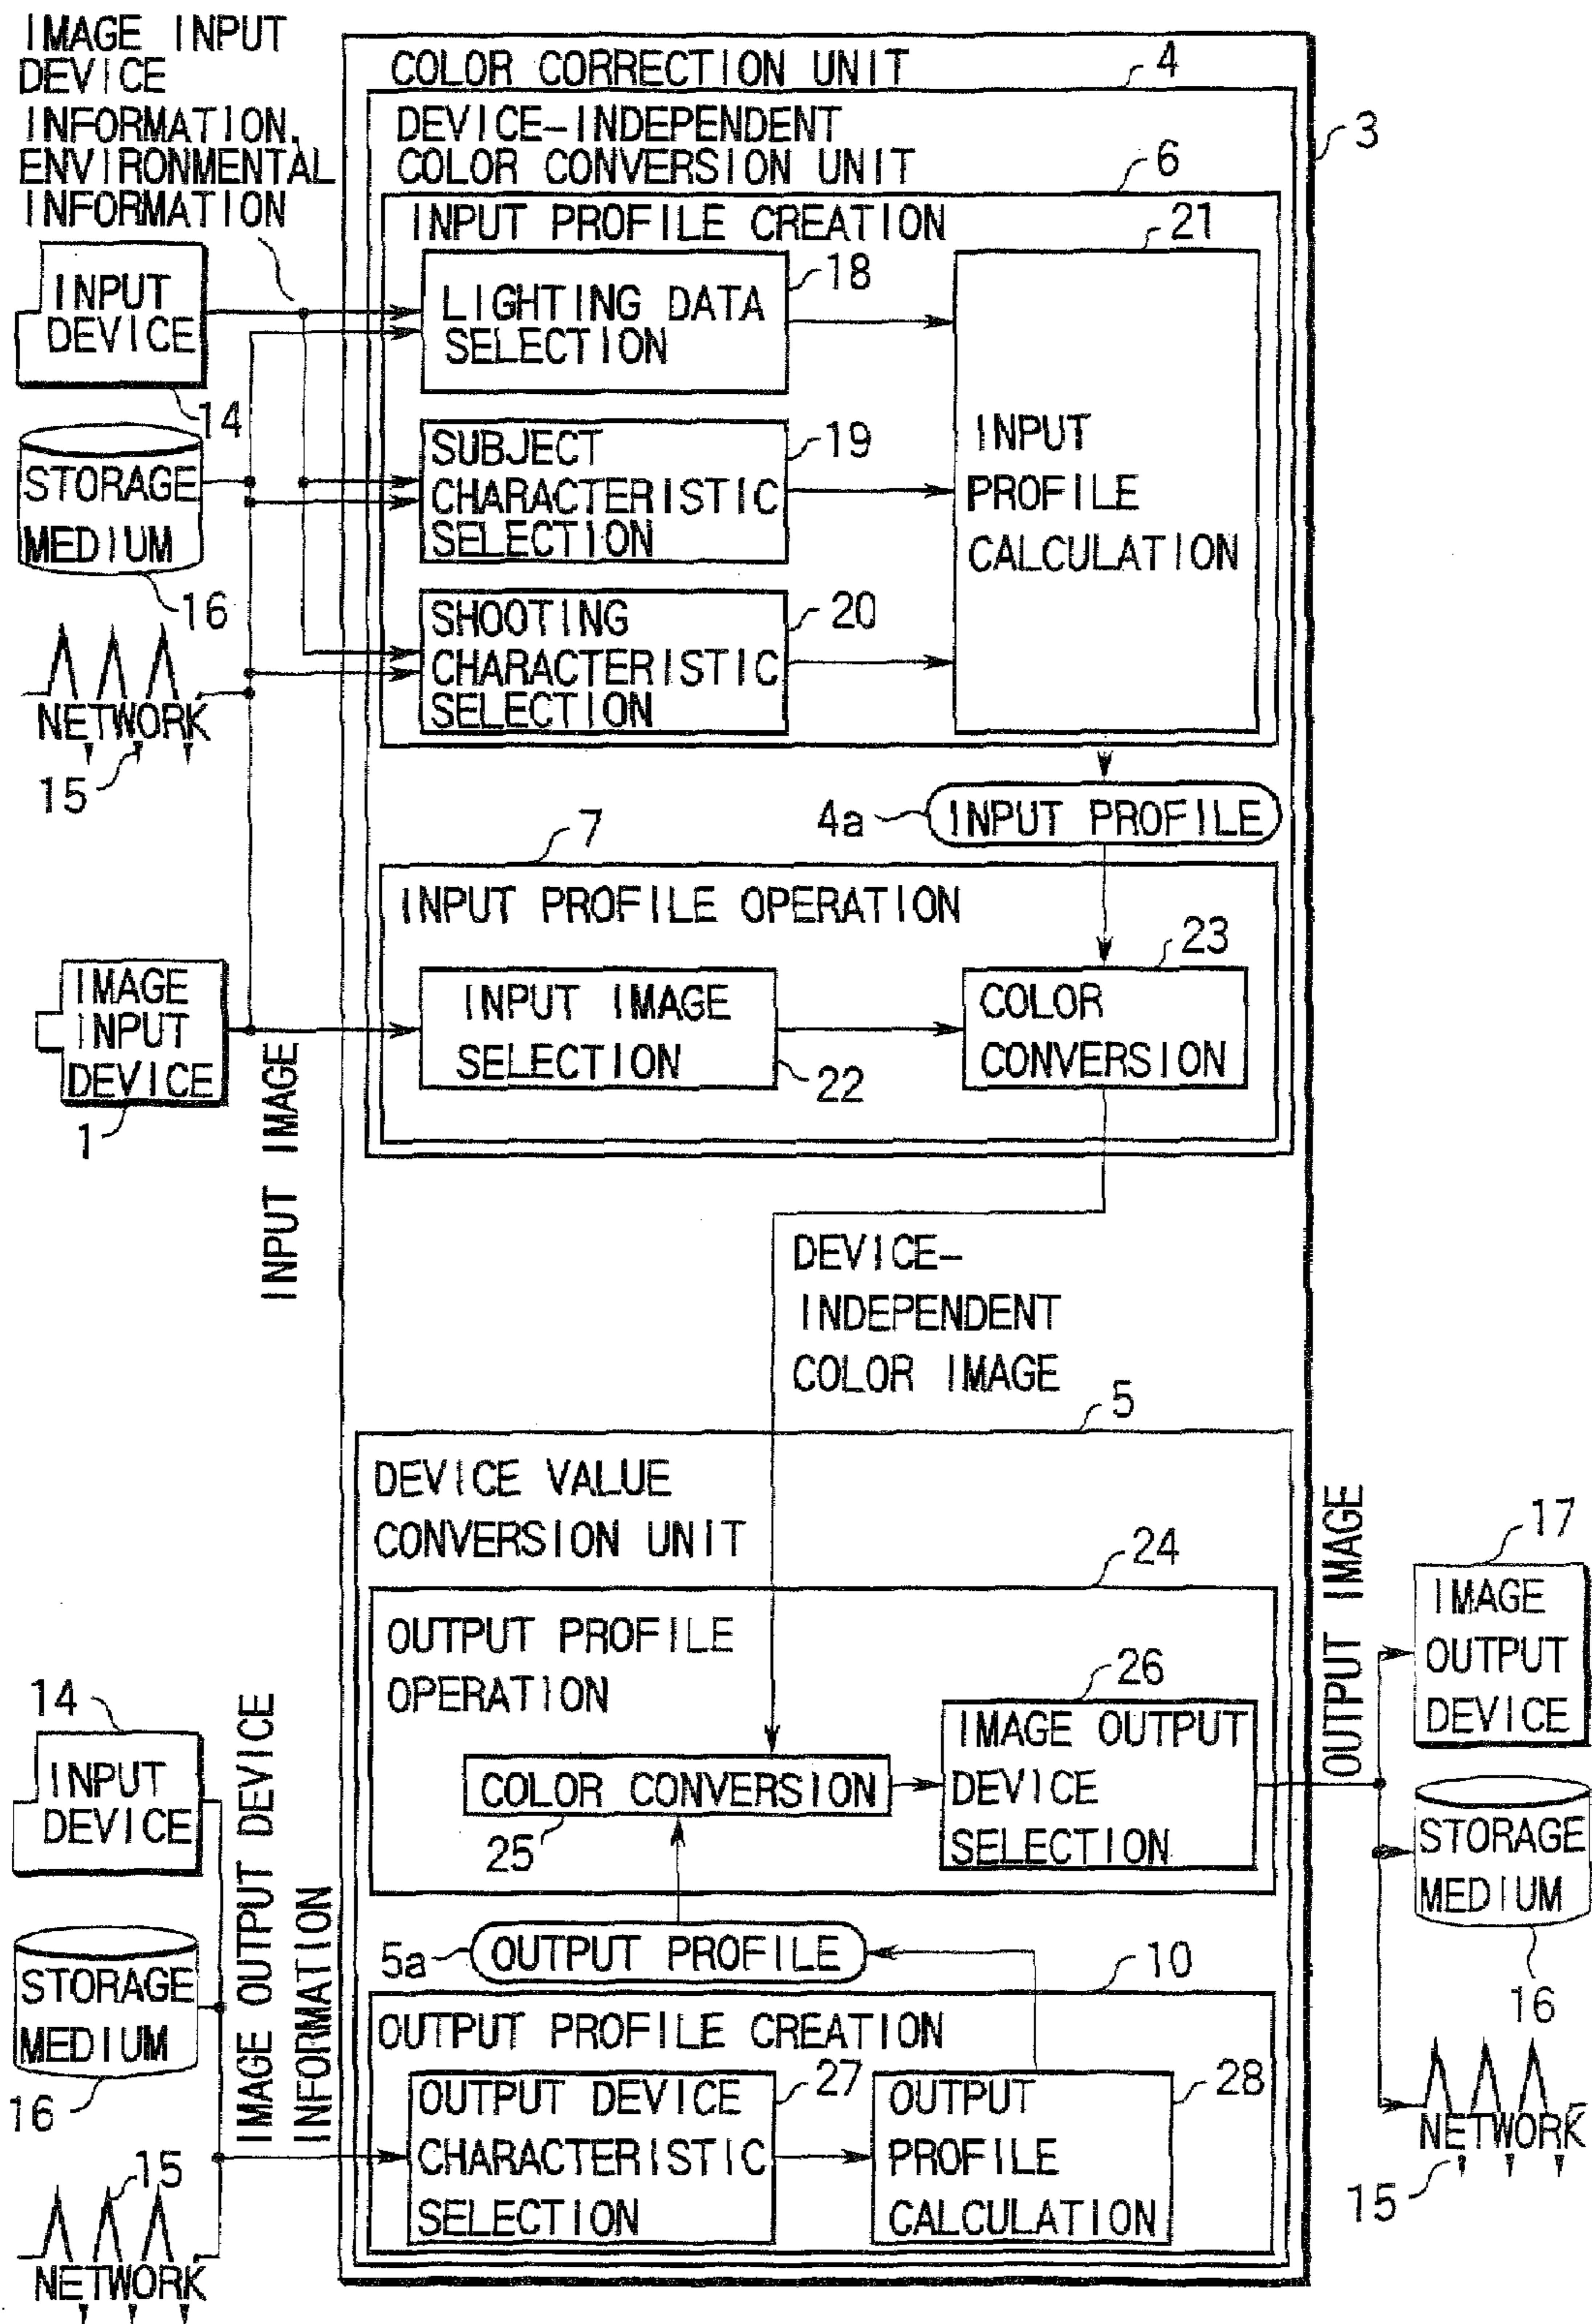 IMAGE INPUT
DEVICE
INFORMATION,
ENVIRONMENTAL
INFORMATION
COLOR CORRECTION UNIT
4
DEVICE-INDEPENDENT
COLOR CONVERSION UNIT
3
6
INPUT PROFILE CREATION
21
INPUT
DEVICE
14
LIGHTING DATA
SELECTION
18
SUBJECT
CHARACTERISTIC
SELECTION
19
INPUT
PROFILE
CALCULATION
STORAGE
MEDIUM
16
SHOOTING
CHARACTERISTIC
SELECTION
20
NETWORK
15
4a
INPUT PROFILE
7
INPUT PROFILE OPERATION
23
IMAGE
INPUT
DEVICE
1
INPUT IMAGE
INPUT IMAGE
SELECTION
22
COLOR
CONVERSION
DEVICE-
INDEPENDENT
COLOR IMAGE
5
DEVICE VALUE
CONVERSION UNIT
24
OUTPUT PROFILE
OPERATION
26
COLOR CONVERSION
25
IMAGE OUTPUT
DEVICE
SELECTION
OUTPUT IMAGE
17
IMAGE
OUTPUT
DEVICE
STORAGE
MEDIUM
16
NETWORK
15
14
INPUT
DEVICE
STORAGE
MEDIUM
16
15
NETWORK
IMAGE OUTPUT DEVICE
INFORMATION
5a
OUTPUT PROFILE
10
OUTPUT PROFILE CREATION
OUTPUT DEVICE
CHARACTERISTIC
SELECTION
27
OUTPUT
PROFILE
CALCULATION
28